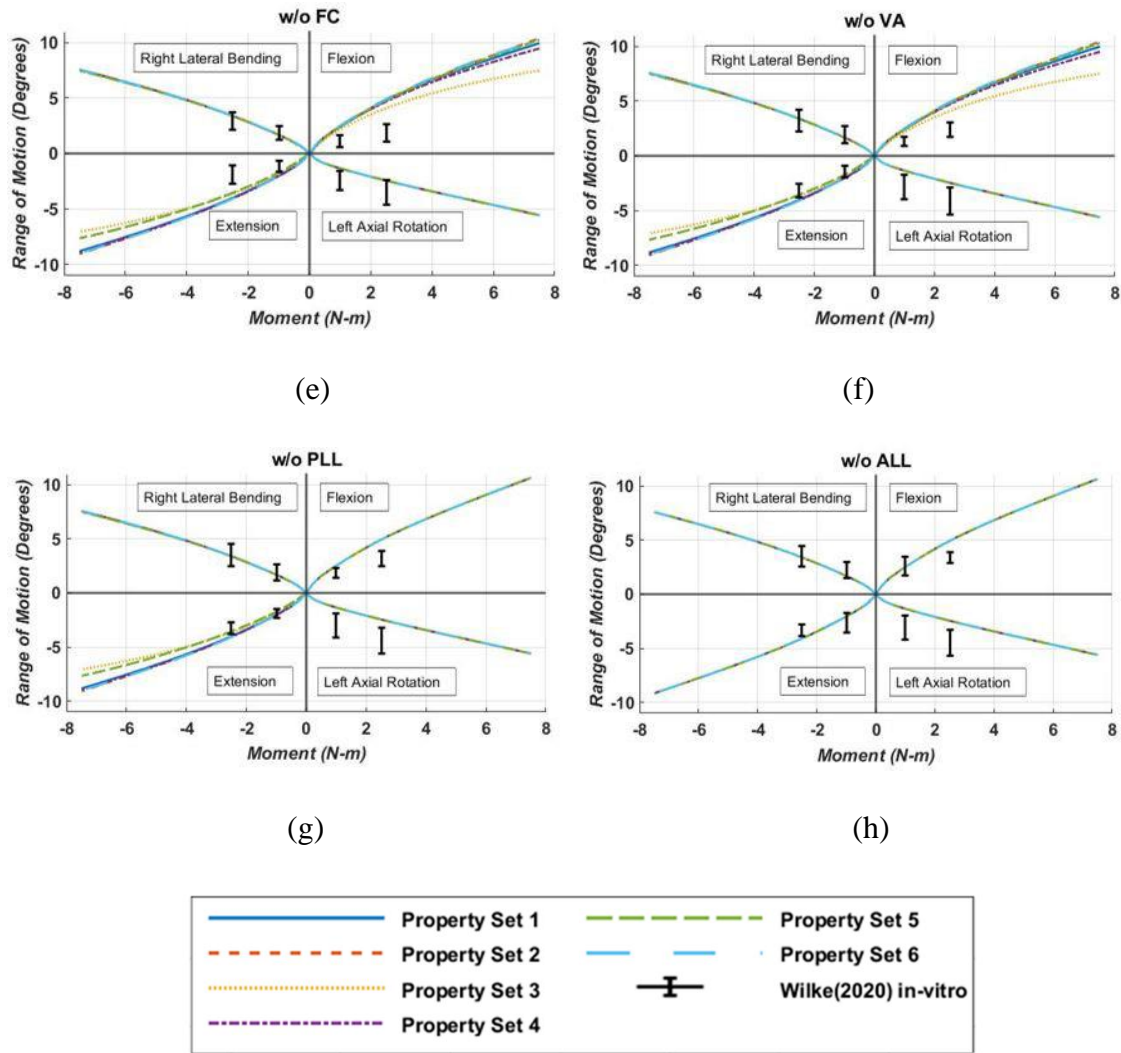 w/o FC
Range of Motion (Degrees)
10
5
0
-5
-10
Right Lateral Bending
Flexion
Extension
Left Axial Rotation
-8 -6 -4 -2 0 2 4 6 8
Moment (N-m)
(e)
w/o VA
Range of Motion (Degrees)
10
5
0
-5
-10
Right Lateral Bending
Flexion
Extension
Left Axial Rotation
-8 -6 -4 -2 0 2 4 6 8
Moment (N-m)
(f)
w/o PLL
Range of Motion (Degrees)
10
5
0
-5
-10
Right Lateral Bending
Flexion
Extension
Left Axial Rotation
-8 -6 -4 -2 0 2 4 6 8
Moment (N-m)
(g)
w/o ALL
Range of Motion (Degrees)
10
5
0
-5
-10
Right Lateral Bending
Flexion
Extension
Left Axial Rotation
-8 -6 -4 -2 0 2 4 6 8
Moment (N-m)
(h)
Property Set 1
Property Set 2
Property Set 3
Property Set 4
Property Set 5
Property Set 6
Wilke(2020) in-vitro